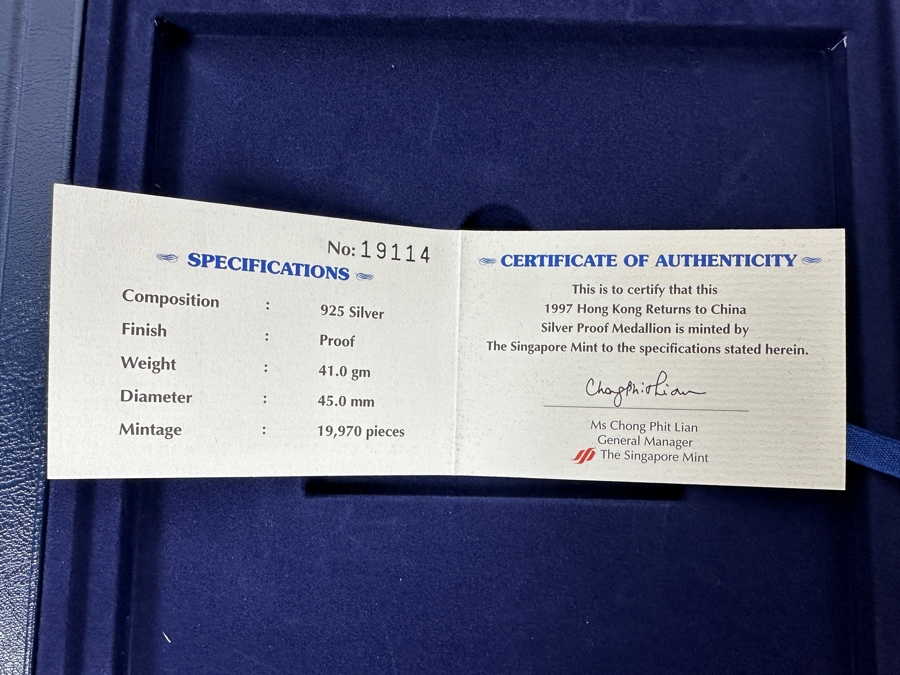 No: 19114
SPECIFICATIONS
Composition : 925 Silver
Finish : Proof
Weight : 41.0 gm
Diameter : 45.0 mm
Mintage : 19,970 pieces
CERTIFICATE OF AUTHENTICITY
This is to certify that this
1997 Hong Kong Returns to China
Silver Proof Medallion is minted by
The Singapore Mint to the specifications stated herein.
ChongPhitLian
Ms Chong Phit Lian
General Manager
The Singapore Mint